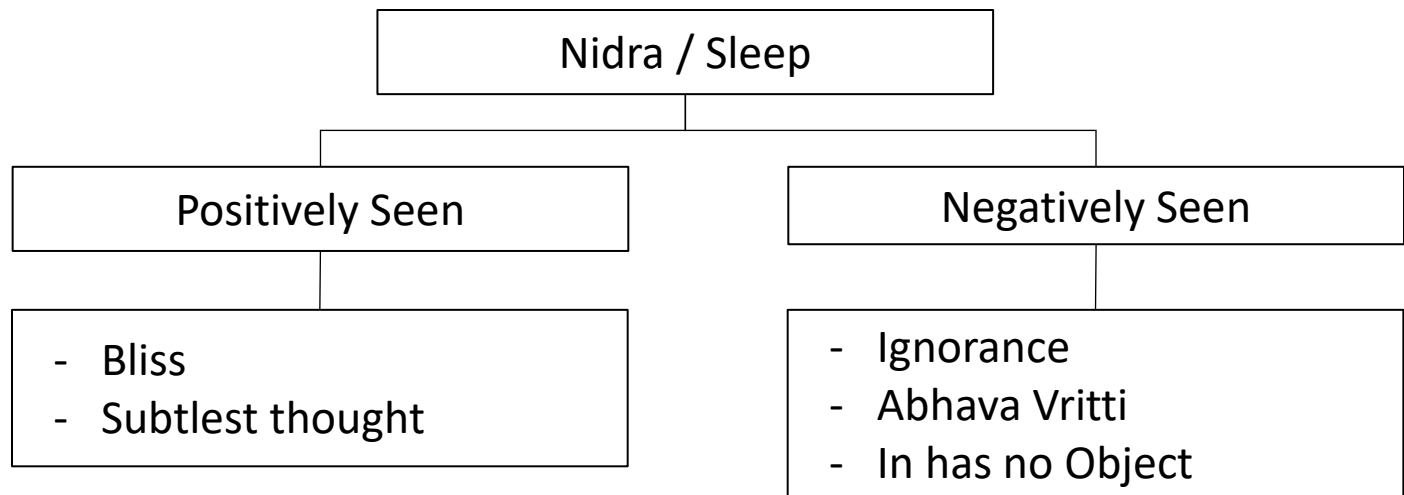 Nidra / Sleep
Positively Seen
Negatively Seen
- Bliss
- Subtlest thought
- Ignorance
- Abhava Vritti
- In has no Object